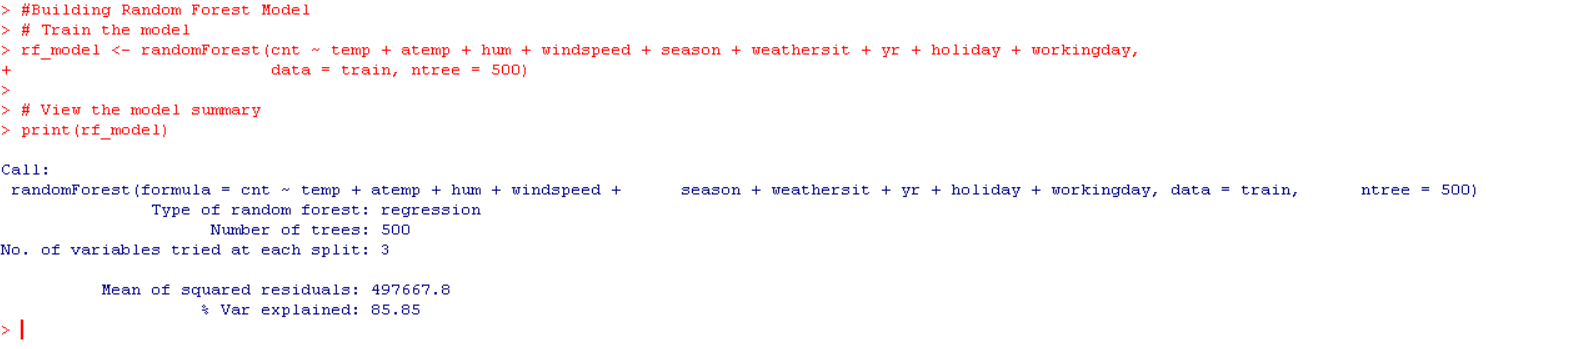 > #Building Random Forest Model
> # Train the model
> rf_model <- randomForest(cnt ~ temp + atemp + hum + windspeed + season + weathersit + yr + holiday + workingday,
+                          data = train, ntree = 500)
>
> # View the model summary
> print(rf_model)

Call:
 randomForest(formula = cnt ~ temp + atemp + hum + windspeed +      season + weathersit + yr + holiday + workingday, data = train,      ntree = 500)
               Type of random forest: regression
                     Number of trees: 500
No. of variables tried at each split: 3

          Mean of squared residuals: 497667.8
                    % Var explained: 85.85
>